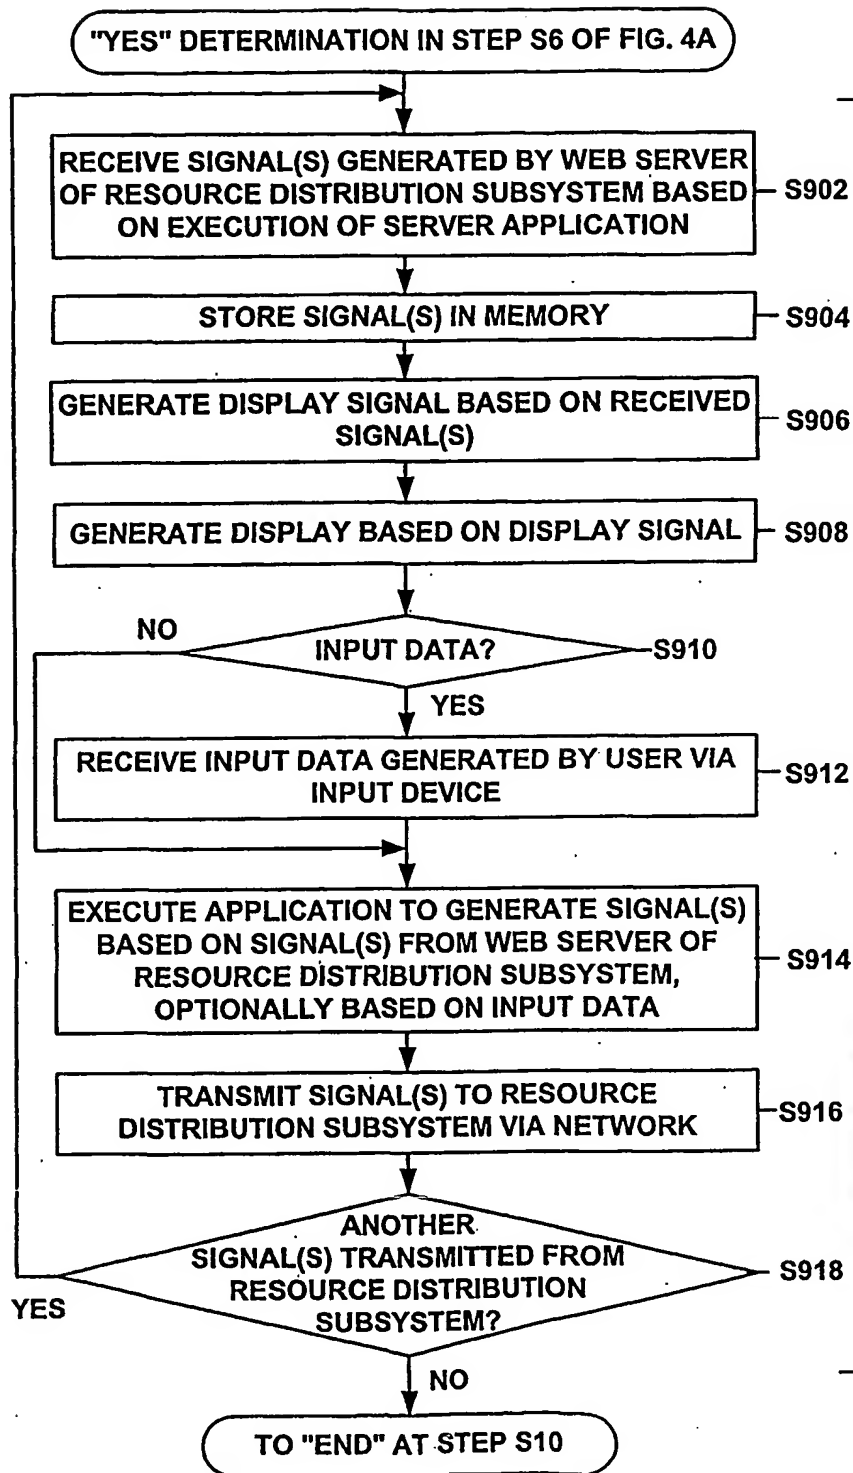 "YES" DETERMINATION IN STEP S6 OF FIG. 4A
RECEIVE SIGNAL(S) GENERATED BY WEB SERVER
OF RESOURCE DISTRIBUTION SUBSYSTEM BASED
ON EXECUTION OF SERVER APPLICATION
S902
STORE SIGNAL(S) IN MEMORY
S904
GENERATE DISPLAY SIGNAL BASED ON RECEIVED
SIGNAL(S)
S906
GENERATE DISPLAY BASED ON DISPLAY SIGNAL
S908
NO
INPUT DATA?
S910
YES
RECEIVE INPUT DATA GENERATED BY USER VIA
INPUT DEVICE
S912
EXECUTE APPLICATION TO GENERATE SIGNAL(S)
BASED ON SIGNAL(S) FROM WEB SERVER OF
RESOURCE DISTRIBUTION SUBSYSTEM,
OPTIONALLY BASED ON INPUT DATA
S914
TRANSMIT SIGNAL(S) TO RESOURCE
DISTRIBUTION SUBSYSTEM VIA NETWORK
S916
ANOTHER
SIGNAL(S) TRANSMITTED FROM
RESOURCE DISTRIBUTION
SUBSYSTEM?
S918
YES
NO
TO "END" AT STEP S10